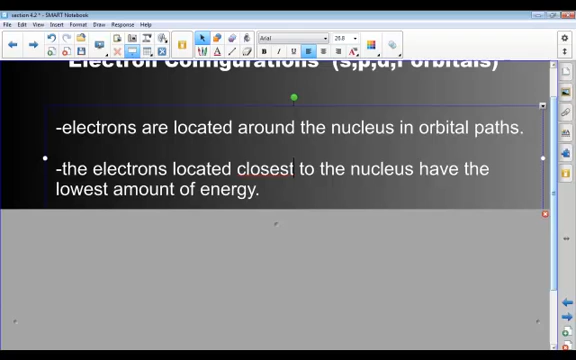 section 4.2 * - SMART Notebook
File Edit View Insert Format Draw Response Help
Arial 25.8
B I U
Electron Configurations (s,p,d,f orbitals)
-electrons are located around the nucleus in orbital paths.
-the electrons located closest to the nucleus have the
lowest amount of energy.